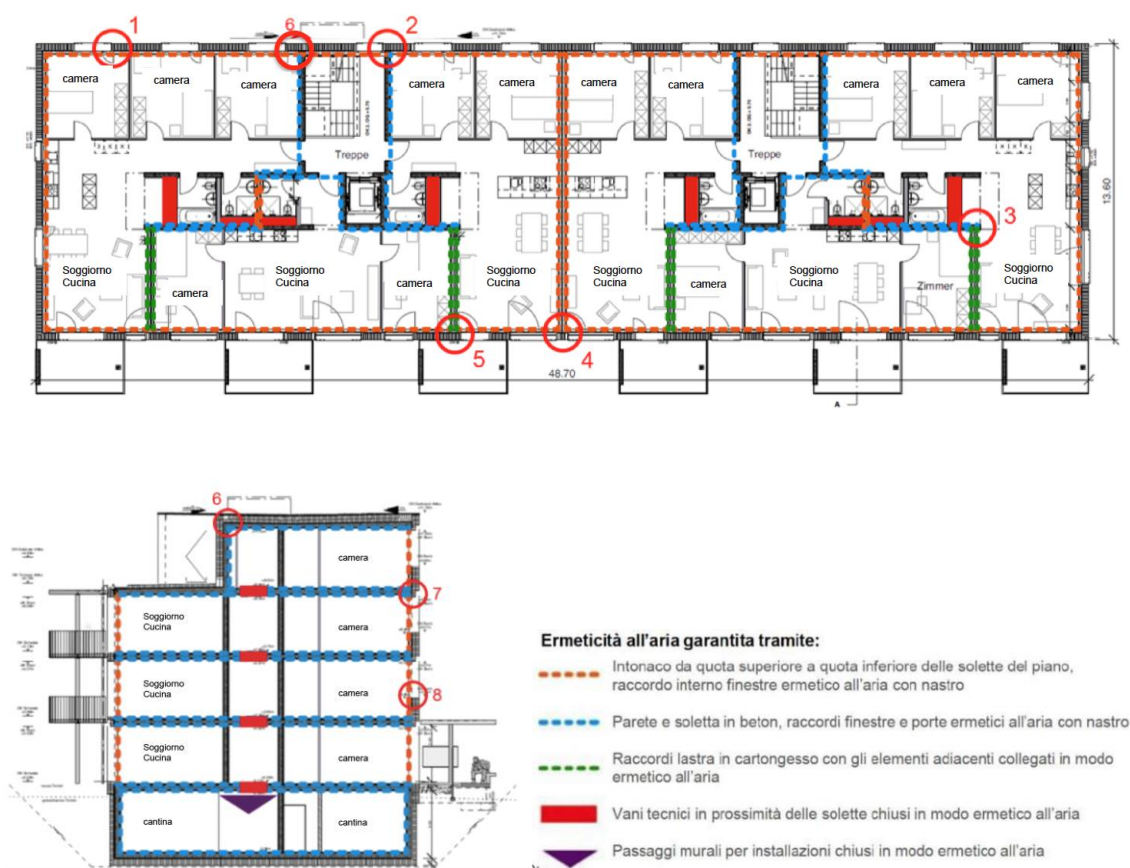 1
6
2
camera
camera
camera
camera
camera
camera
camera
camera
camera
camera
Treppe
Treppe
13.60
3
Soggiorno
Cucina
camera
Soggiorno
Cucina
camera
Soggiorno
Cucina
Soggiorno
Cucina
camera
Soggiorno
Cucina
Zimmer
Soggiorno
Cucina
5
4
48.70
A
6
camera
7
Soggiorno
Cucina
camera
Soggiorno
Cucina
camera
8
Soggiorno
Cucina
camera
cantina
cantina
Ermeticità all'aria garantita tramite:
Intonaco da quota superiore a quota inferiore delle solette del piano,
raccordo interno finestre ermetico all'aria con nastro
Parete e soletta in beton, raccordi finestre e porte ermetici all'aria con nastro
Raccordi lastra in cartongesso con gli elementi adiacenti collegati in modo
ermetico all'aria
Vani tecnici in prossimità delle solette chiusi in modo ermetico all'aria
Passaggi murali per installazioni chiusi in modo ermetico all'aria